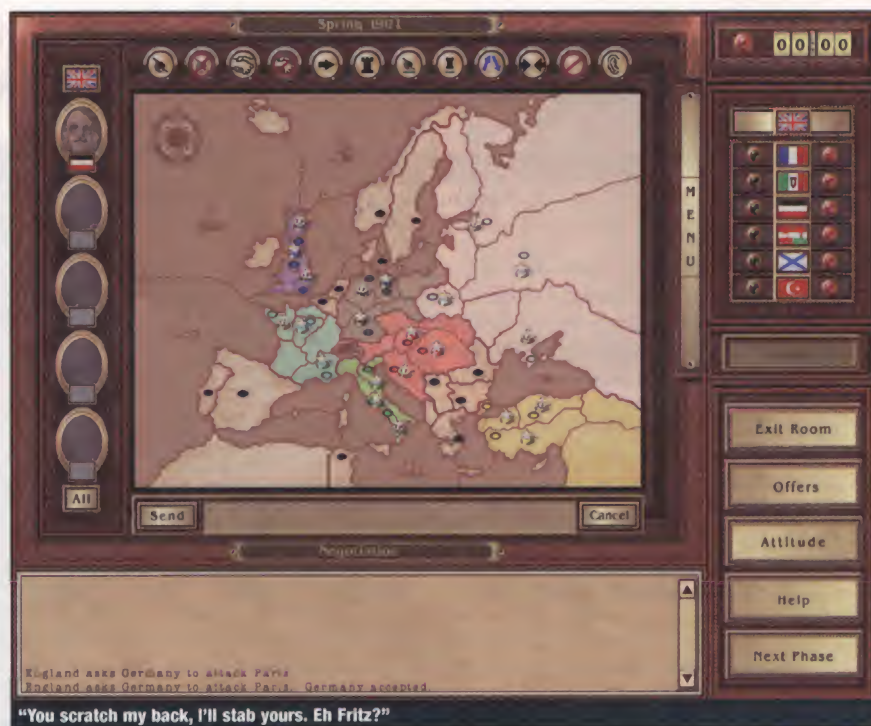 Spring 1901
00:00
MENU
All
Send
Cancel
Negotiation
Exit Room
Offers
Attitude
Help
Next Phase
England asks Germany to attack Paris
England asks Germany to attack Paris. Germany accepted.
"You scratch my back, I'll stab yours. Eh Fritz?"